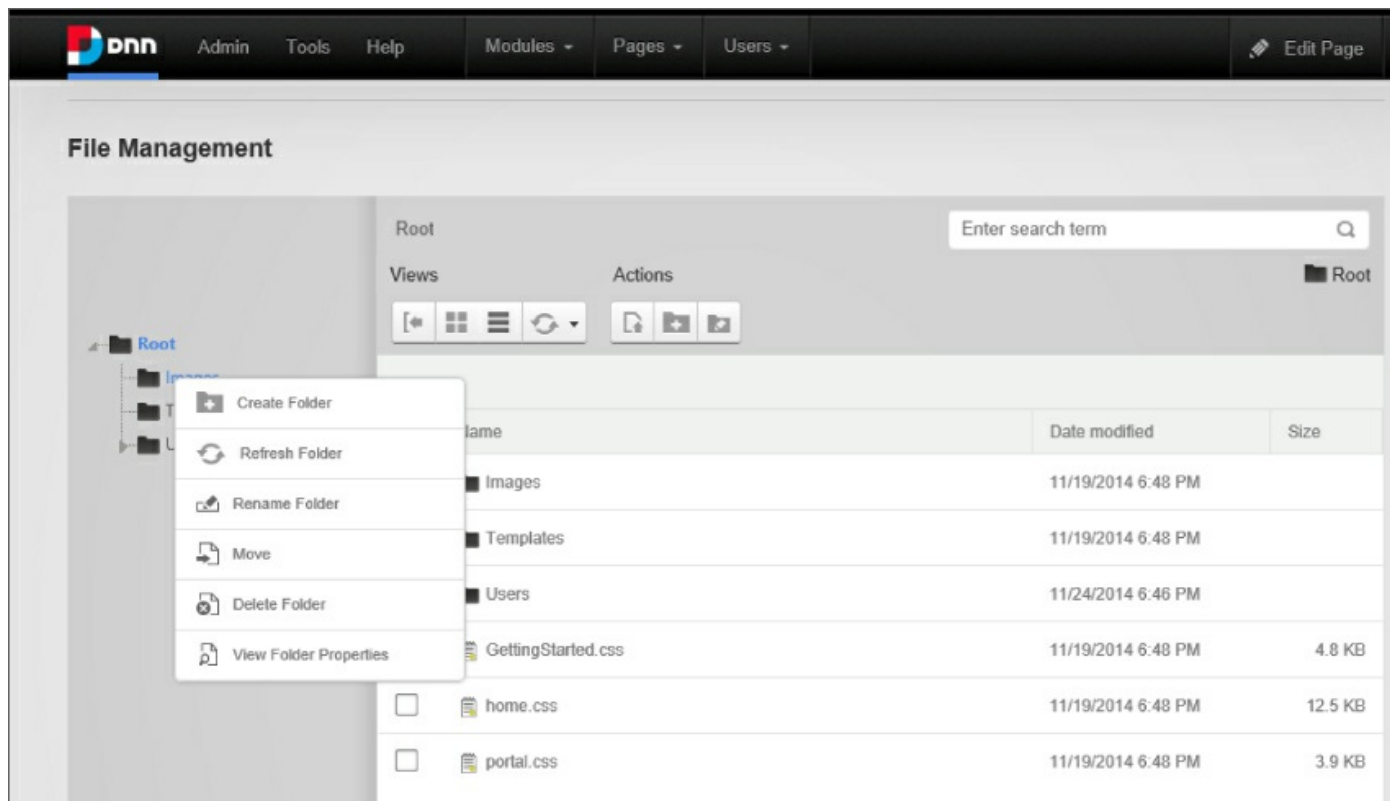 DNN Admin Tools Help Modules Pages Users Edit Page
File Management
Root Enter search term
Views Actions Root
Root
Images
Create Folder
Name Date modified Size
Refresh Folder
Images 11/19/2014 6:48 PM
Rename Folder
Templates 11/19/2014 6:48 PM
Move
Users 11/24/2014 6:46 PM
Delete Folder
GettingStarted.css 11/19/2014 6:48 PM 4.8 KB
View Folder Properties
home.css 11/19/2014 6:48 PM 12.5 KB
portal.css 11/19/2014 6:48 PM 3.9 KB